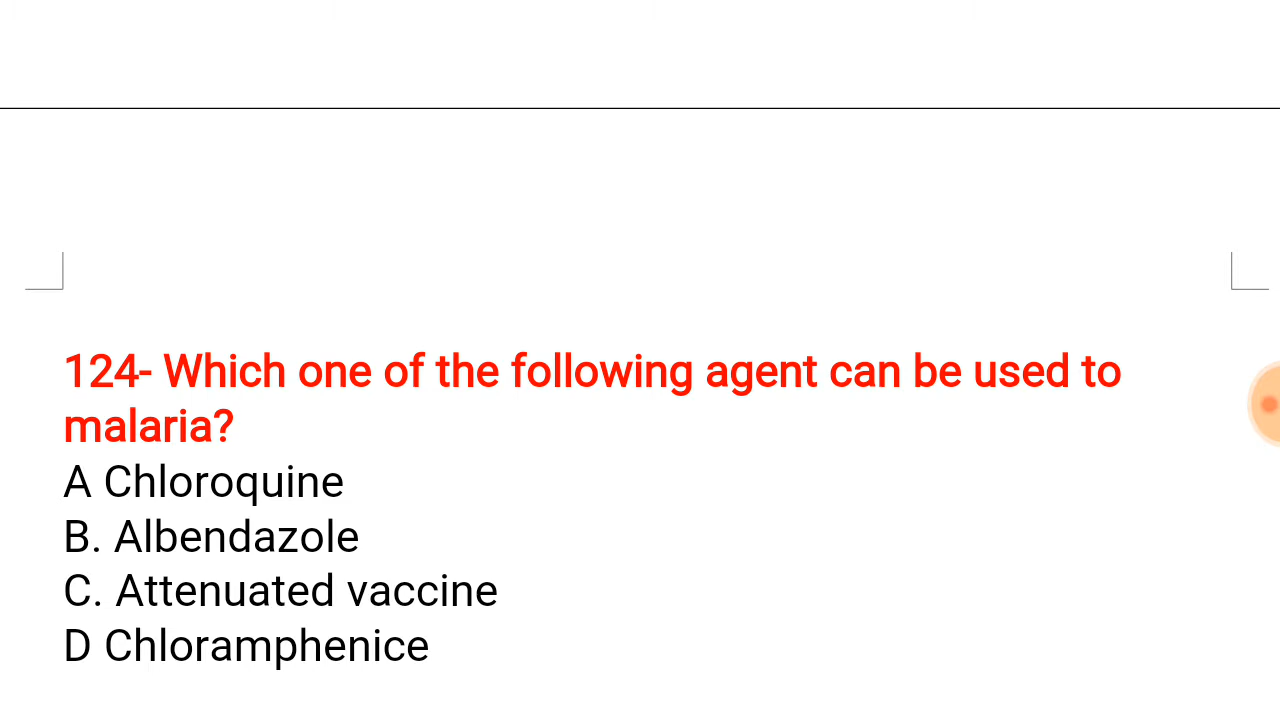 124- Which one of the following agent can be used to
malaria?
A Chloroquine
B. Albendazole
C. Attenuated vaccine
D Chloramphenice